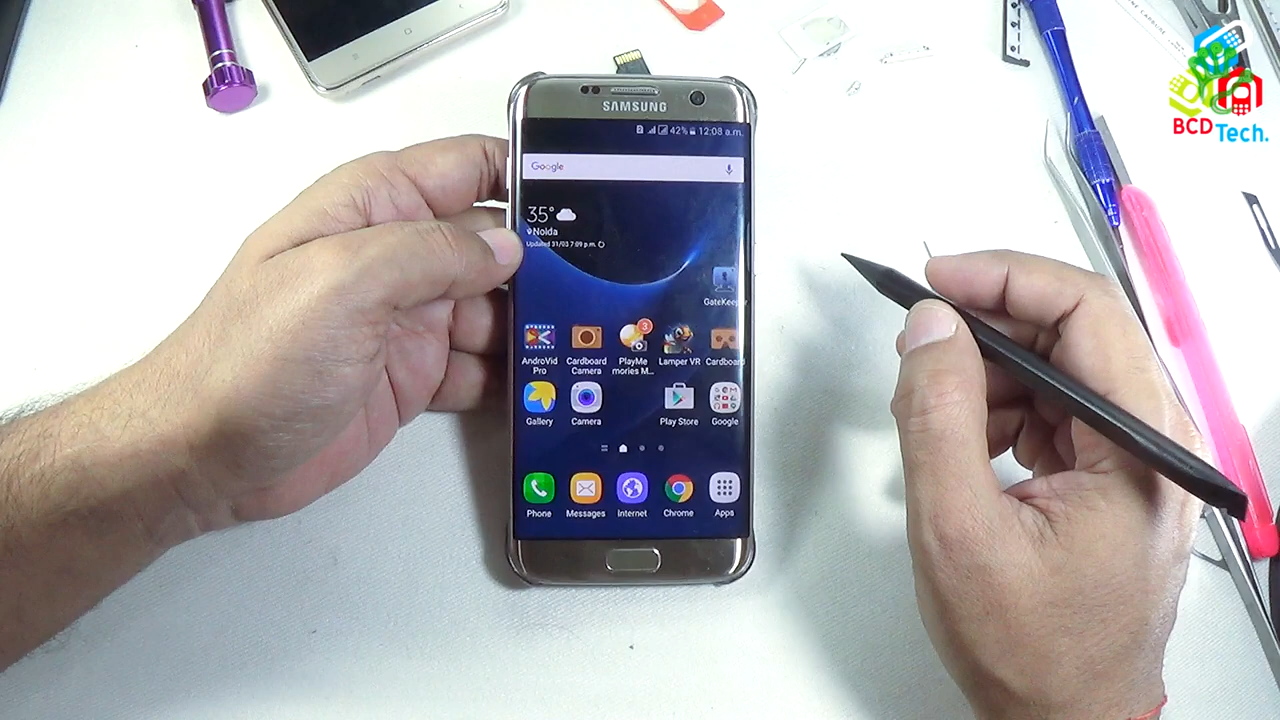 SAMSUNG
42% 12:08 a.m.
Google
35°
Noida
Updated 31/03 7:09 p.m.
GateKeeper
AndroVid Pro
Cardboard Camera
PlayMe mories M...
3
Lamper VR
Cardboard
Gallery
Camera
Play Store
Google
Phone
Messages
Internet
Chrome
Apps
BCD Tech.